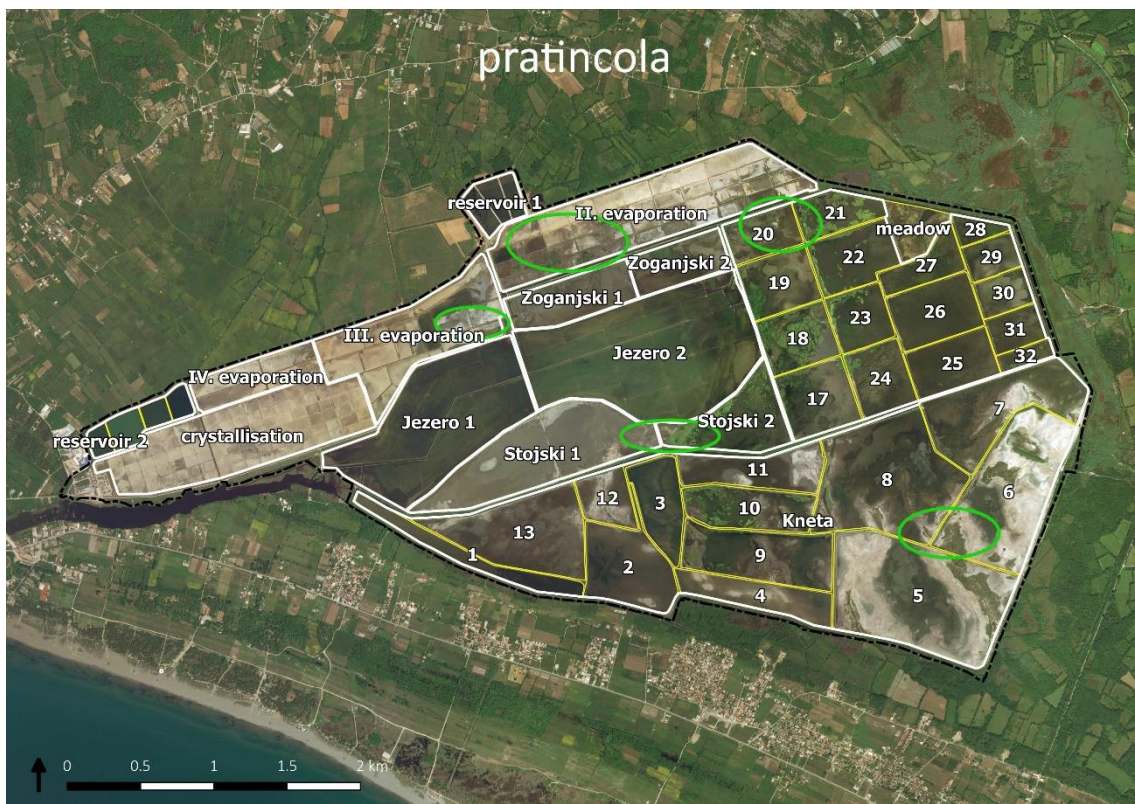 pratincola
reservoir 1
II. evaporation
20
21
meadow
28
22
27
29
Zoganjski 2
19
30
Zoganjski 1
26
23
31
III. evaporation
18
Jezero 2
25
32
IV. evaporation
24
17
7
Jezero 1
Stojski 2
reservoir 2
crystallisation
Stojski 1
11
8
6
12
3
10
Kneta
13
1
2
9
4
5
0 0.5 1 1.5 2 km